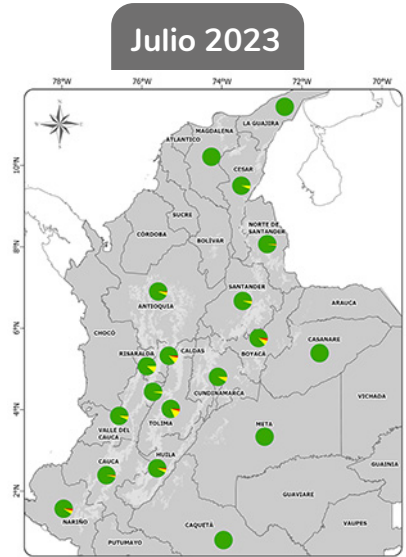 Julio 2023
78°W 76°W 74°W 72°W 70°W
10°N
8°N
6°N
4°N
2°N
LA GUAJIRA
MAGDALENA
ATLANTICO
CESAR
SUCRE
NORTE DE
SANTANDER
CÓRDOBA
BOLÍVAR
SANTANDER
ANTIOQUIA
ARAUCA
CHOCÓ
RISARALDA
CALDAS
BOYACÁ
CASANARE
CUNDINAMARCA
VICHADA
TOLIMA
VALLE DEL
CAUCA
META
HUILA
CAUCA
GUAINIA
GUAVIARE
NARIÑO
CAQUETÁ
VAUPES
PUTUMAYO